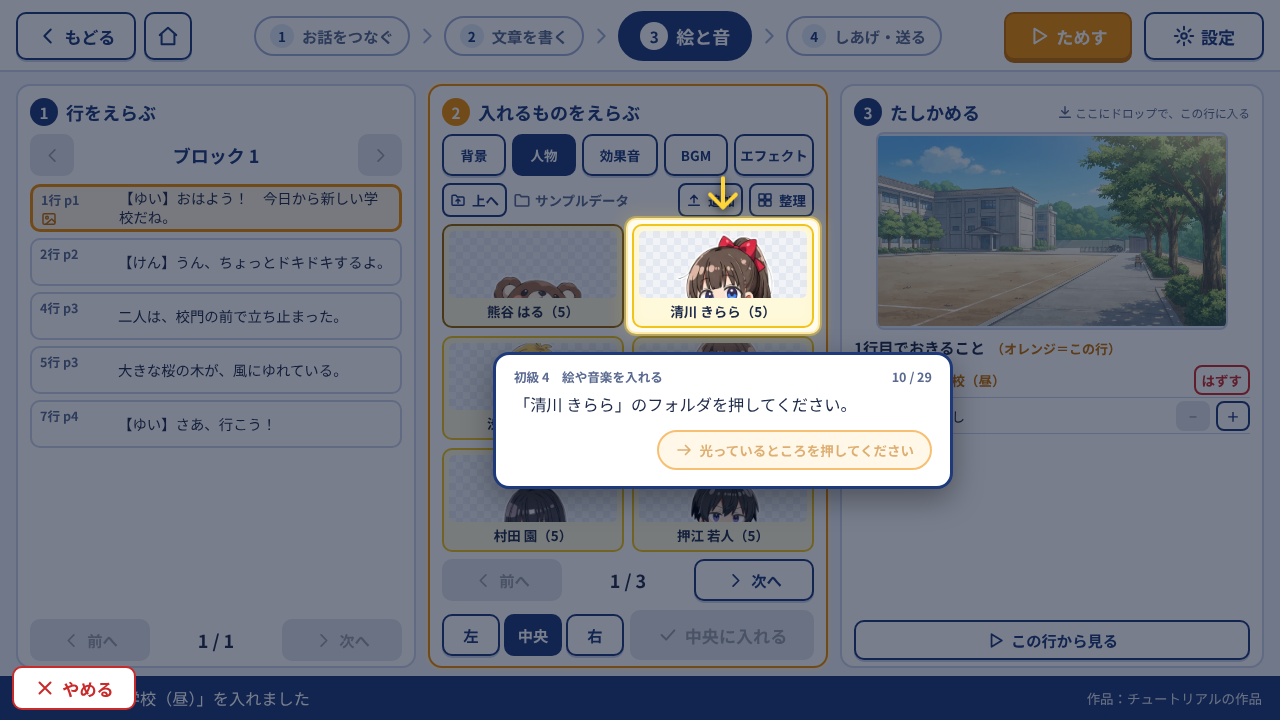 もどる
1 お話をつなぐ
2 文章を書く
3 絵と音
4 しあげ・送る
ためす
設定
1 行をえらぶ
ブロック 1
1行 p1
【ゆい】おはよう！　今日から新しい学
校だね。
2行 p2
【けん】うん、ちょっとドキドキするよ。
4行 p3
二人は、校門の前で立ち止まった。
5行 p3
大きな桜の木が、風にゆれている。
7行 p4
【ゆい】さあ、行こう！
前へ
1 / 1
次へ
2 入れるものをえらぶ
背景
人物
効果音
BGM
エフェクト
上へ
サンプルデータ
整理
熊谷 はる（5）
清川 きらら（5）
村田 園（5）
押江 若人（5）
前へ
1 / 3
次へ
左
中央
右
中央に入れる
3 たしかめる
ここにドロップで、この行に入る
1行目でおきること （オレンジ＝この行）
校（昼）
はずす
し
−
+
この行から見る
初級 4　絵や音楽を入れる
10 / 29
「清川 きらら」のフォルダを押してください。
光っているところを押してください
やめる
学校（昼）」を入れました
作品：チュートリアルの作品